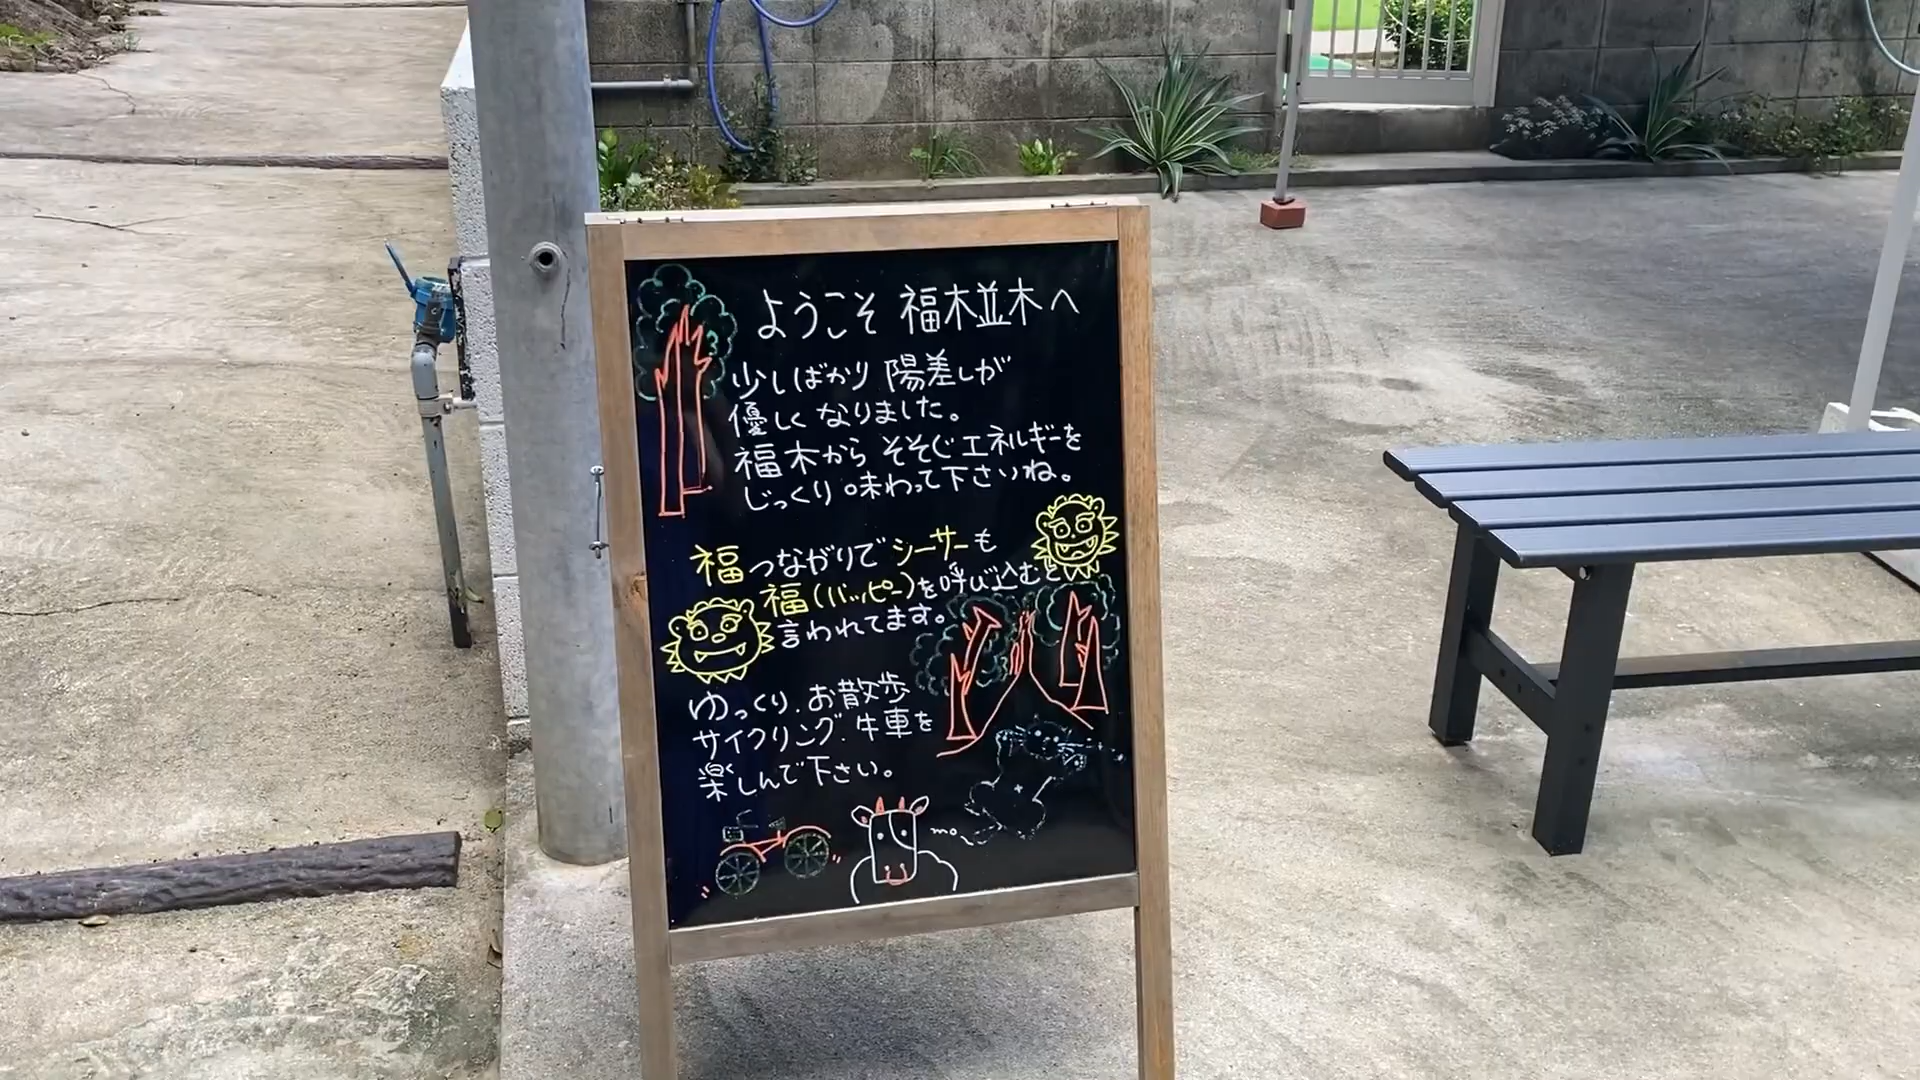 ようこそ 福木並木へ
少しばかり 陽差しが
優しく なりました。
福木から そそぐエネルギーを
じっくり味わって下さいね。
福つながりで シーサーも
福(ハッピー)を呼び込むと
言われてます。
ゆっくり.お散歩
サイクリング.牛車を
楽しんで下さい。
mo